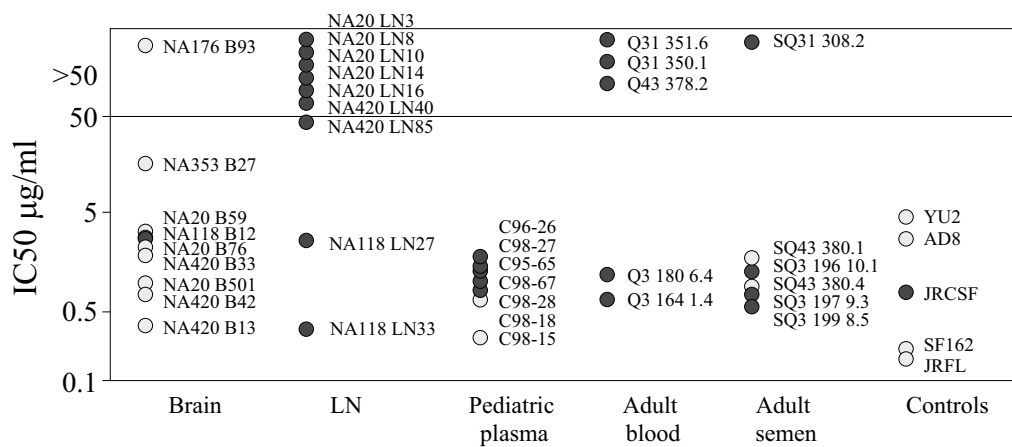 NA20 LN3
NA176 B93
NA20 LN8
NA20 LN10
NA20 LN14
NA20 LN16
NA420 LN40
NA420 LN85
Q31 351.6
Q31 350.1
Q43 378.2
SQ31 308.2
>50
50
5
0.5
0.1
IC50 µg/ml
NA353 B27
NA20 B59
NA118 B12
NA20 B76
NA420 B33
NA20 B501
NA420 B42
NA420 B13
NA118 LN27
NA118 LN33
C96-26
C98-27
C95-65
C98-67
C98-28
C98-18
C98-15
Q3 180 6.4
Q3 164 1.4
SQ43 380.1
SQ3 196 10.1
SQ43 380.4
SQ3 197 9.3
SQ3 199 8.5
YU2
AD8
JRCSF
SF162
JRFL
Brain
LN
Pediatric
plasma
Adult
blood
Adult
semen
Controls